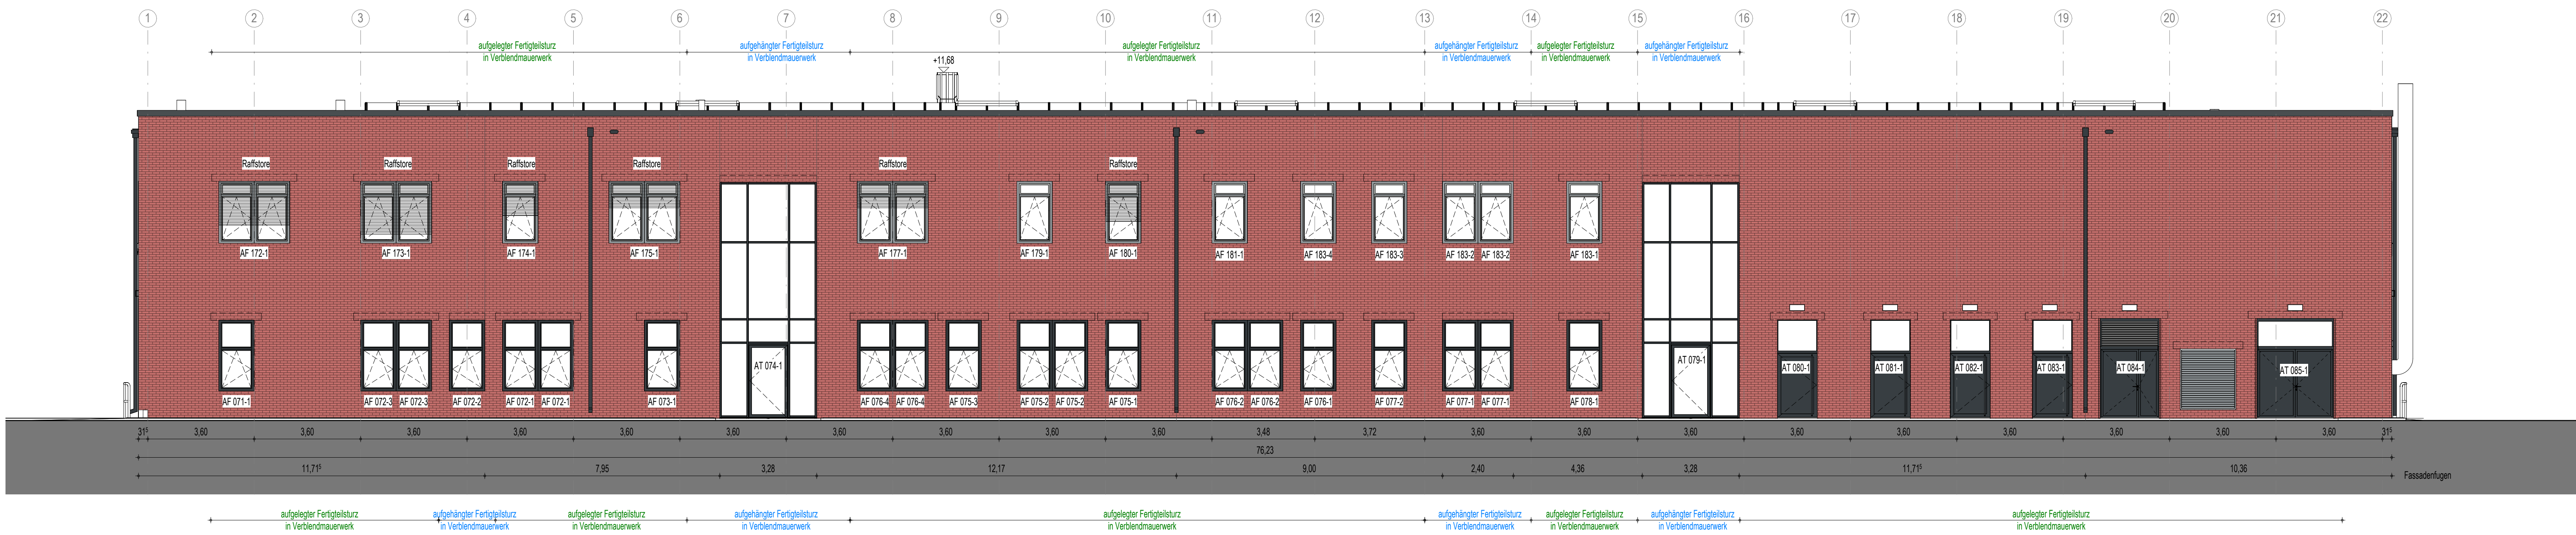 1 2 3 4 5 6 7 8 9 10 11 12 13 14 15 16 17 18 19 20 21 22
aufgelegter Fertigteilsturz aufgehängter Fertigteilsturz aufgelegter Fertigteilsturz aufgehängter Fertigteilsturz aufgelegter Fertigteilsturz aufgehängter Fertigteilsturz
in Verblendmauerwerk in Verblendmauerwerk in Verblendmauerwerk in Verblendmauerwerk in Verblendmauerwerk in Verblendmauerwerk
+11,68
Raffstore Raffstore Raffstore Raffstore Raffstore Raffstore
AF 172-1 AF 173-1 AF 174-1 AF 175-1 AF 177-1 AF 179-1 AF 180-1 AF 181-1 AF 183-4 AF 183-3 AF 183-2 AF 183-2 AF 183-1
AT 074-1 AT 079-1 AT 080-1 AT 081-1 AT 082-1 AT 083-1 AT 084-1 AT 085-1
AF 071-1 AF 072-3 AF 072-3 AF 072-2 AF 072-1 AF 072-1 AF 073-1 AF 076-4 AF 076-4 AF 075-3 AF 075-2 AF 075-2 AF 075-1 AF 076-2 AF 076-2 AF 076-1 AF 077-2 AF 077-1 AF 077-1 AF 078-1
31⁵ 3,60 3,60 3,60 3,60 3,60 3,60 3,60 3,60 3,60 3,60 3,48 3,72 3,60 3,60 3,60 3,60 3,60 3,60 3,60 3,60 3,60 31⁵
76,23
11,71⁵ 7,95 3,28 12,17 9,00 2,40 4,36 3,28 11,71⁵ 10,36 Fassadenfugen
aufgelegter Fertigteilsturz aufgehängter Fertigteilsturz aufgelegter Fertigteilsturz aufgehängter Fertigteilsturz aufgelegter Fertigteilsturz aufgehängter Fertigteilsturz aufgelegter Fertigteilsturz aufgehängter Fertigteilsturz aufgelegter Fertigteilsturz
in Verblendmauerwerk in Verblendmauerwerk in Verblendmauerwerk in Verblendmauerwerk in Verblendmauerwerk in Verblendmauerwerk in Verblendmauerwerk in Verblendmauerwerk in Verblendmauerwerk